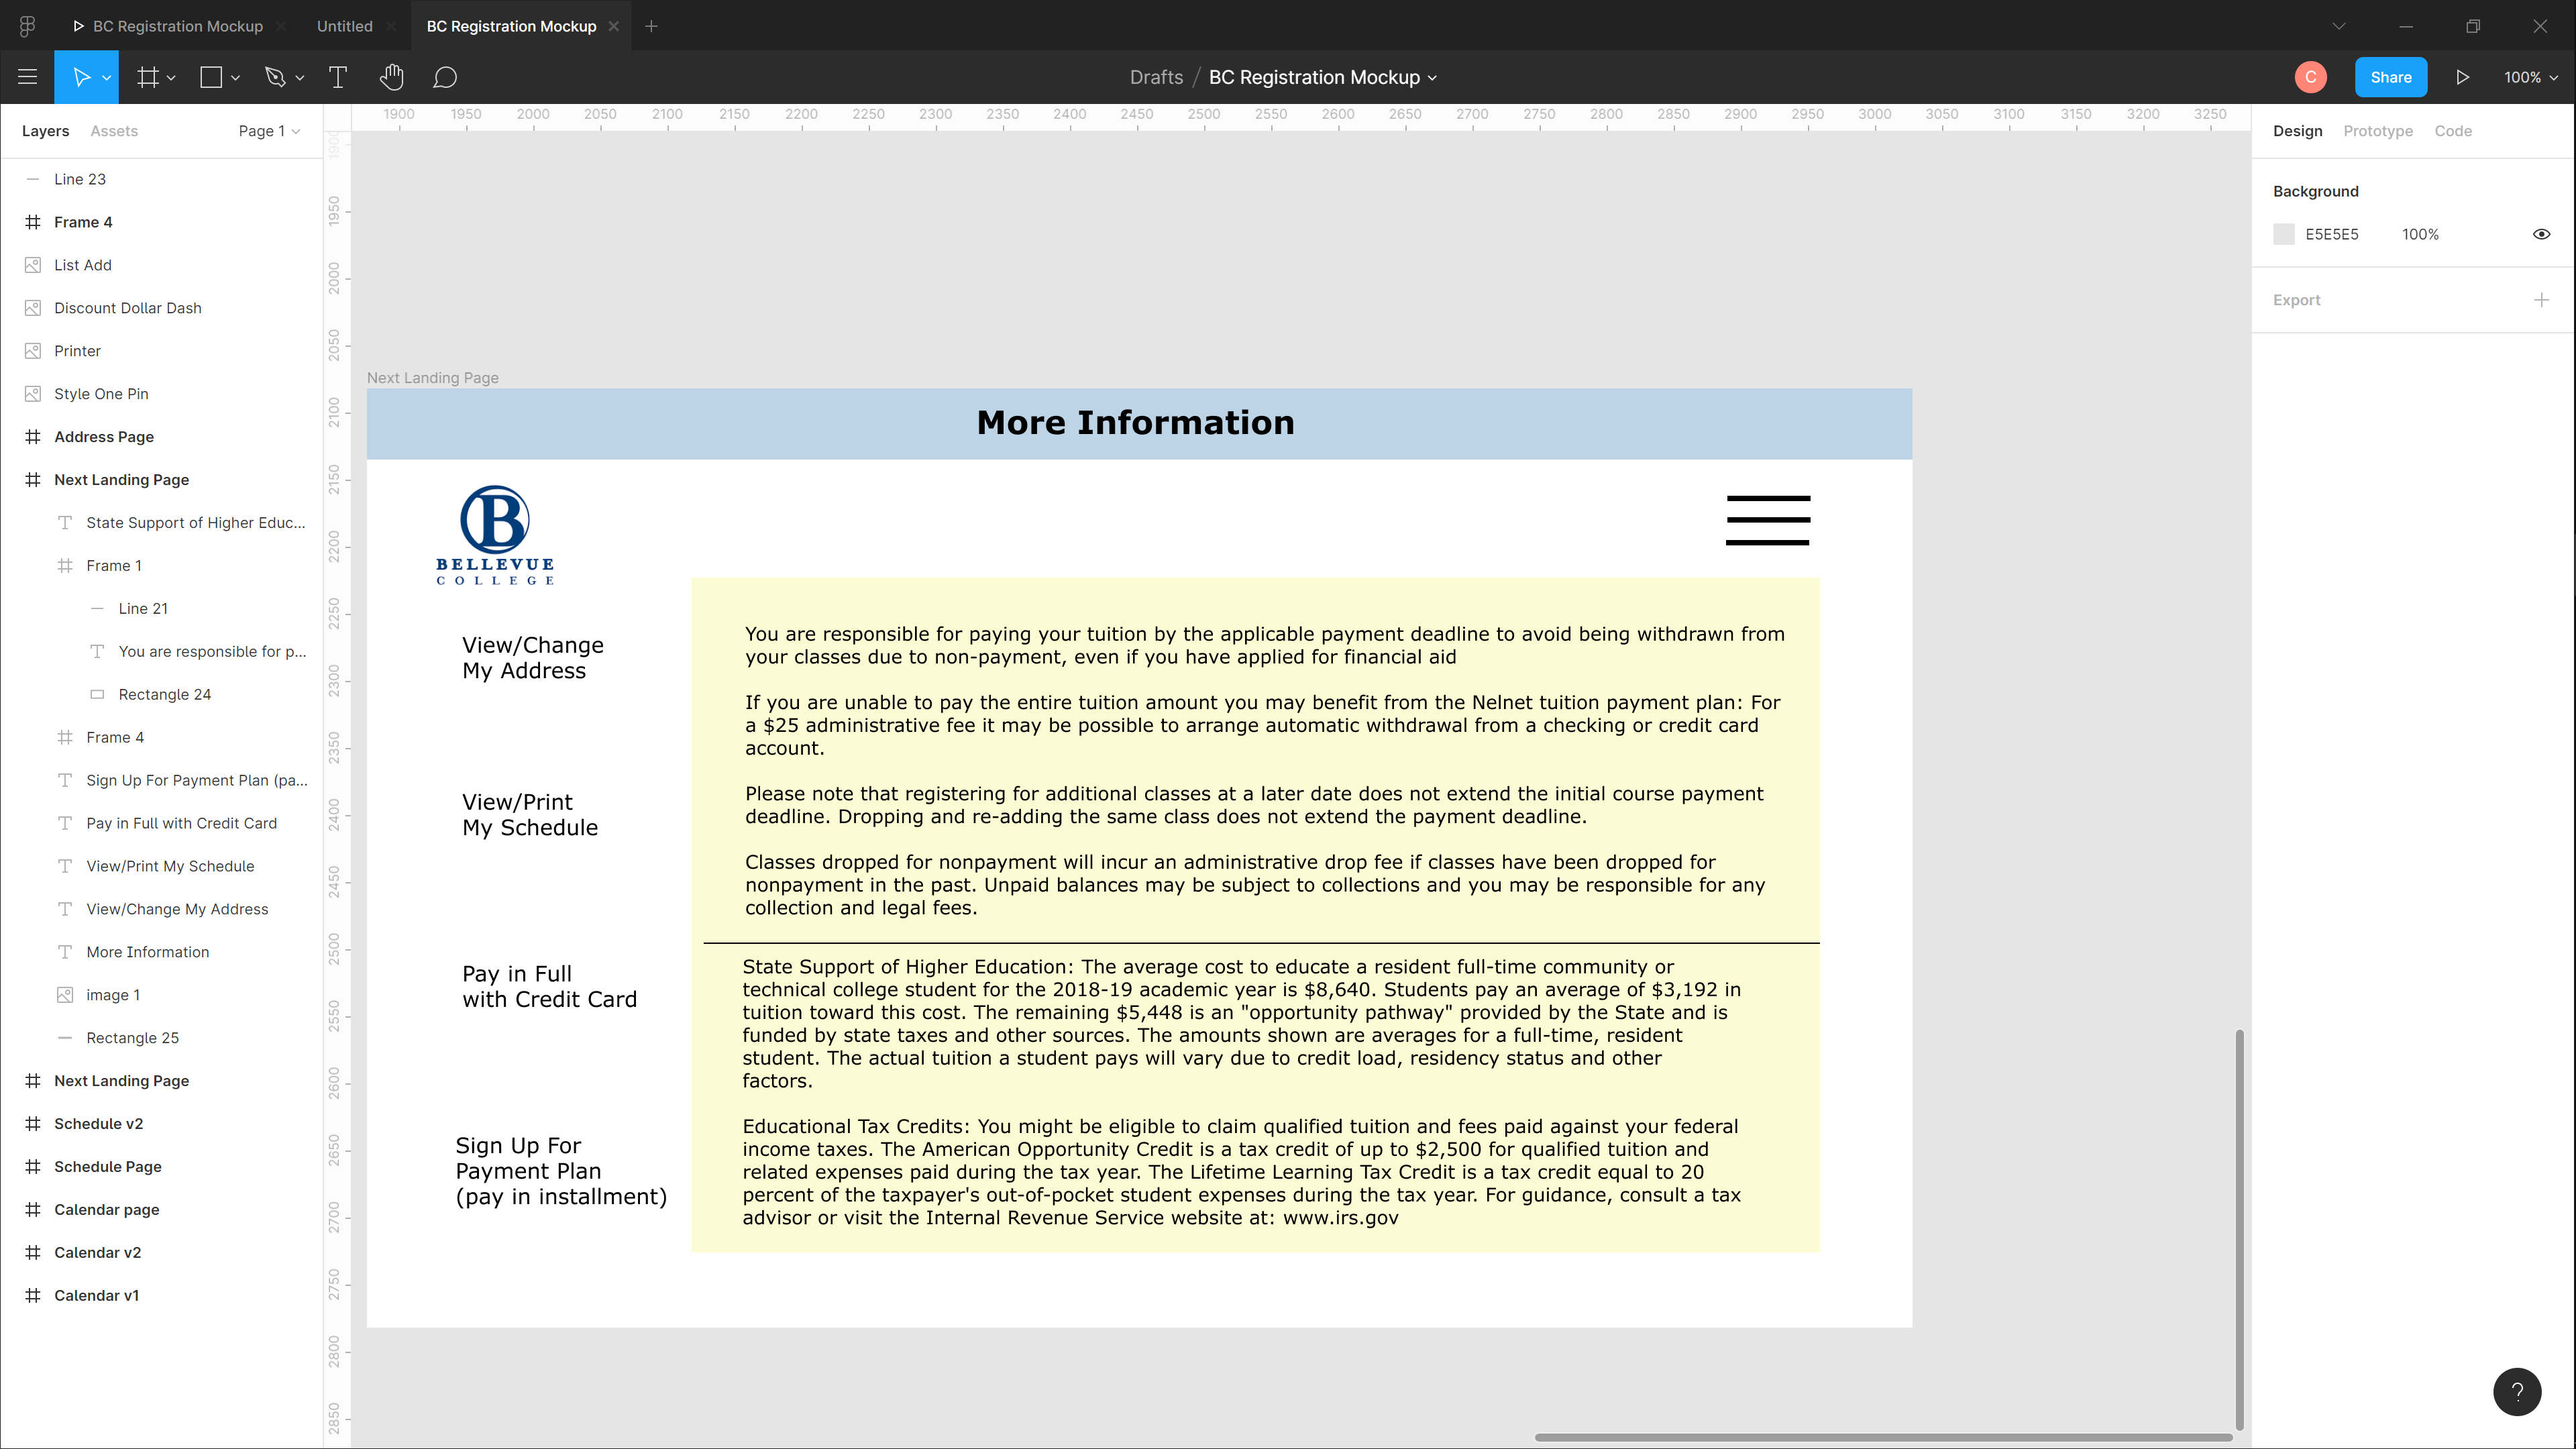 BC Registration Mockup
Untitled
BC Registration Mockup
Drafts / BC Registration Mockup
C
Share
100%
Layers
Assets
Page 1
1900 1950 2000 2050 2100 2150 2200 2250 2300 2350 2400 2450 2500 2550 2600 2650 2700 2750 2800 2850 2900 2950 3000 3050 3100 3150 3200 3250
1900
1950
2000
2050
2100
2150
2200
2250
2300
2350
2400
2450
2500
2550
2600
2650
2700
2750
2800
2850
Line 23
Frame 4
List Add
Discount Dollar Dash
Printer
Style One Pin
Address Page
Next Landing Page
State Support of Higher Educ...
Frame 1
Line 21
You are responsible for p...
Rectangle 24
Frame 4
Sign Up For Payment Plan (pa...
Pay in Full with Credit Card
View/Print My Schedule
View/Change My Address
More Information
image 1
Rectangle 25
Next Landing Page
Schedule v2
Schedule Page
Calendar page
Calendar v2
Calendar v1
Next Landing Page
More Information
B
BELLEVUE
COLLEGE
View/Change
My Address
View/Print
My Schedule
Pay in Full
with Credit Card
Sign Up For
Payment Plan
(pay in installment)
You are responsible for paying your tuition by the applicable payment deadline to avoid being withdrawn from
your classes due to non-payment, even if you have applied for financial aid
If you are unable to pay the entire tuition amount you may benefit from the Nelnet tuition payment plan: For
a $25 administrative fee it may be possible to arrange automatic withdrawal from a checking or credit card
account.
Please note that registering for additional classes at a later date does not extend the initial course payment
deadline. Dropping and re-adding the same class does not extend the payment deadline.
Classes dropped for nonpayment will incur an administrative drop fee if classes have been dropped for
nonpayment in the past. Unpaid balances may be subject to collections and you may be responsible for any
collection and legal fees.
State Support of Higher Education: The average cost to educate a resident full-time community or
technical college student for the 2018-19 academic year is $8,640. Students pay an average of $3,192 in
tuition toward this cost. The remaining $5,448 is an "opportunity pathway" provided by the State and is
funded by state taxes and other sources. The amounts shown are averages for a full-time, resident
student. The actual tuition a student pays will vary due to credit load, residency status and other
factors.
Educational Tax Credits: You might be eligible to claim qualified tuition and fees paid against your federal
income taxes. The American Opportunity Credit is a tax credit of up to $2,500 for qualified tuition and
related expenses paid during the tax year. The Lifetime Learning Tax Credit is a tax credit equal to 20
percent of the taxpayer's out-of-pocket student expenses during the tax year. For guidance, consult a tax
advisor or visit the Internal Revenue Service website at: www.irs.gov
Design
Prototype
Code
Background
E5E5E5
100%
Export
?